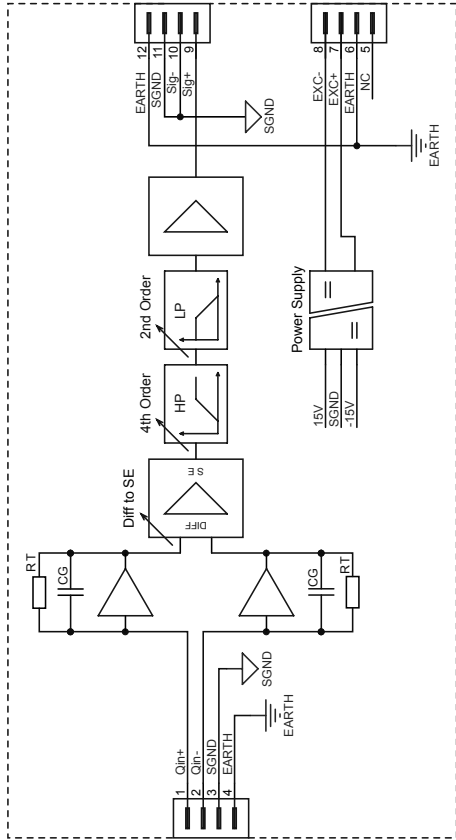 1 Qin+
2 Qin-
3 SGND
4 EARTH
SGND
EARTH
RT
CG
CG
RT
Diff to SE
DIFF
SE
4th Order
HP
2nd Order
LP
12 EARTH
11 SGND
10 Sig-
9 Sig+
SGND
8 EXC-
7 EXC+
6 EARTH
5 NC
EARTH
Power Supply
15V
SGND
-15V